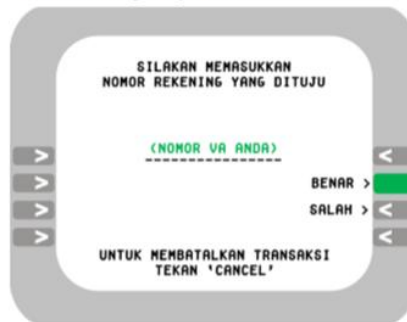 SILAKAN MEMASUKKAN
NOMOR REKENING YANG DITUJU
(NOMOR VA ANDA)
BENAR >
SALAH >
UNTUK MEMBATALKAN TRANSAKSI
TEKAN 'CANCEL'